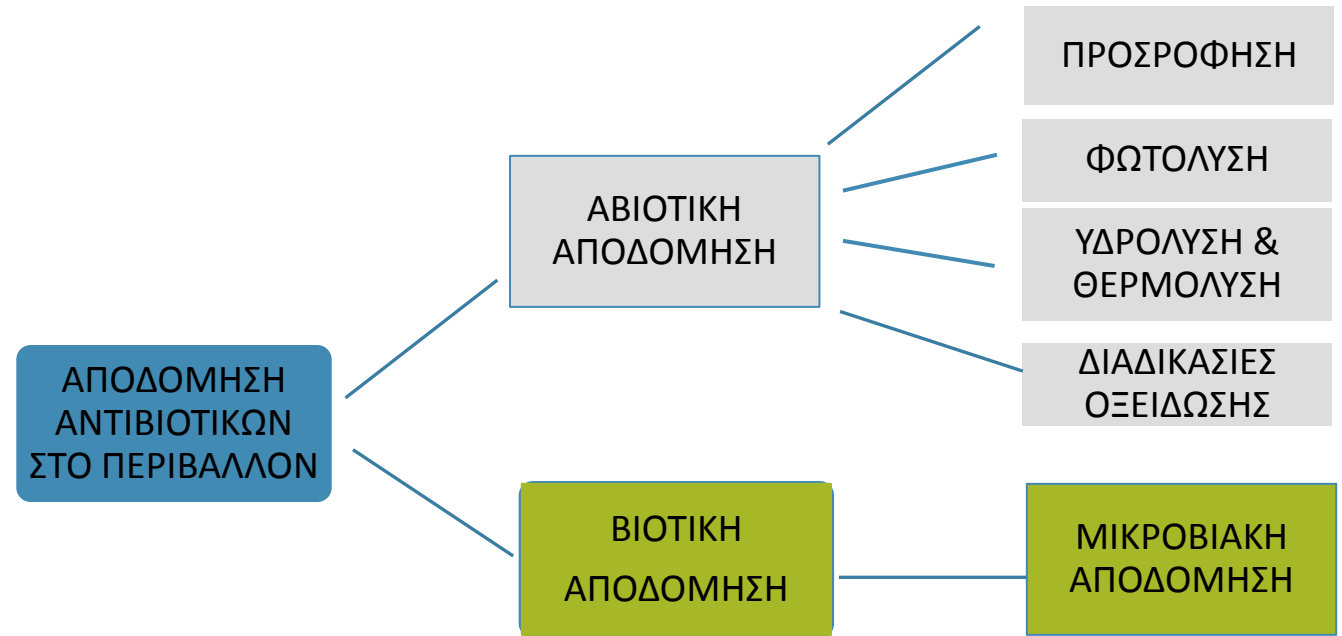 ΠΡΟΣΡΟΦΗΣΗ
ΦΩΤΟΛΥΣΗ
ΑΒΙΟΤΙΚΗ
ΑΠΟΔΟΜΗΣΗ
ΥΔΡΟΛΥΣΗ &
ΘΕΡΜΟΛΥΣΗ
ΔΙΑΔΙΚΑΣΙΕΣ
ΟΞΕΙΔΩΣΗΣ
ΑΠΟΔΟΜΗΣΗ
ΑΝΤΙΒΙΟΤΙΚΩΝ
ΣΤΟ ΠΕΡΙΒΑΛΛΟΝ
ΒΙΟΤΙΚΗ
ΑΠΟΔΟΜΗΣΗ
ΜΙΚΡΟΒΙΑΚΗ
ΑΠΟΔΟΜΗΣΗ